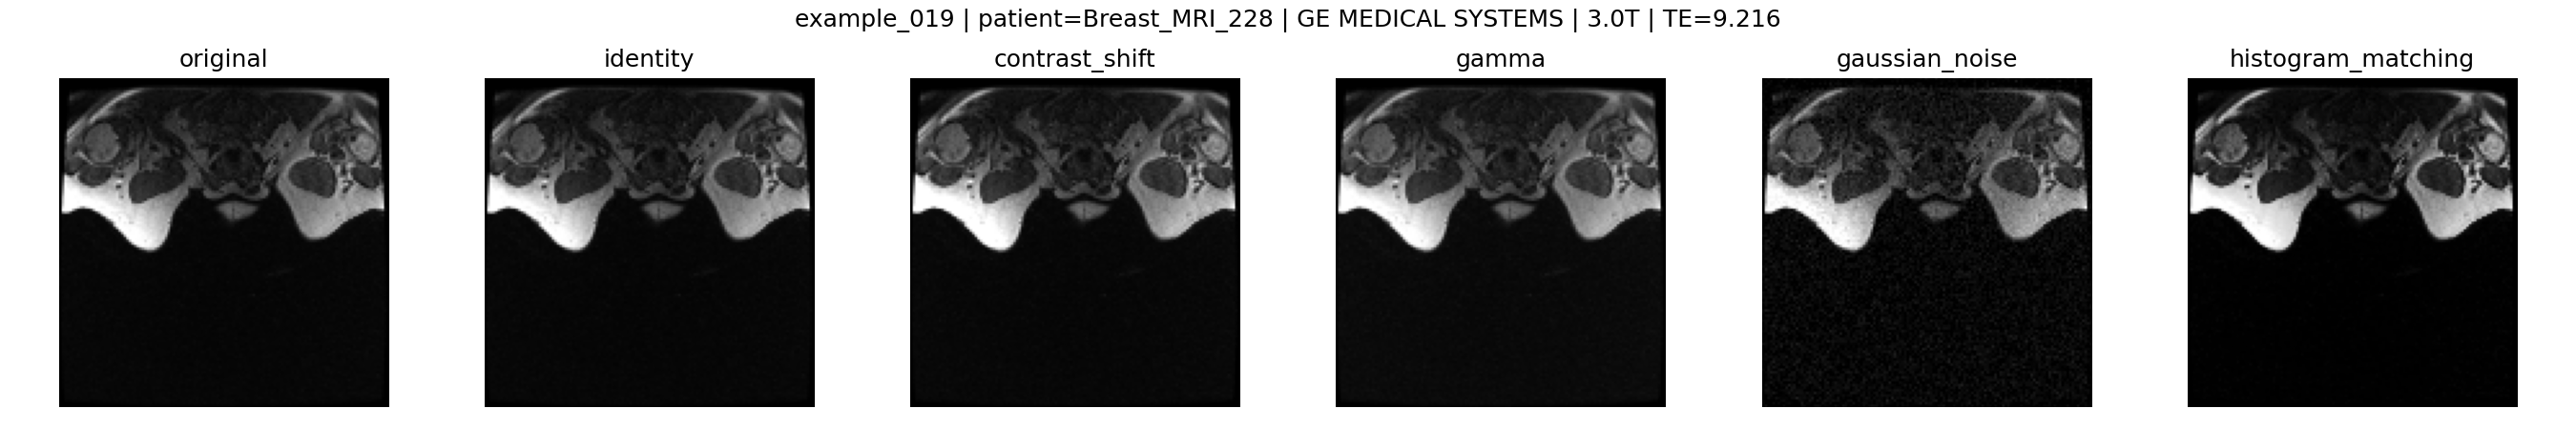 example_019 | patient=Breast_MRI_228 | GE MEDICAL SYSTEMS | 3.0T | TE=9.216
original
identity
contrast_shift
gamma
gaussian_noise
histogram_matching